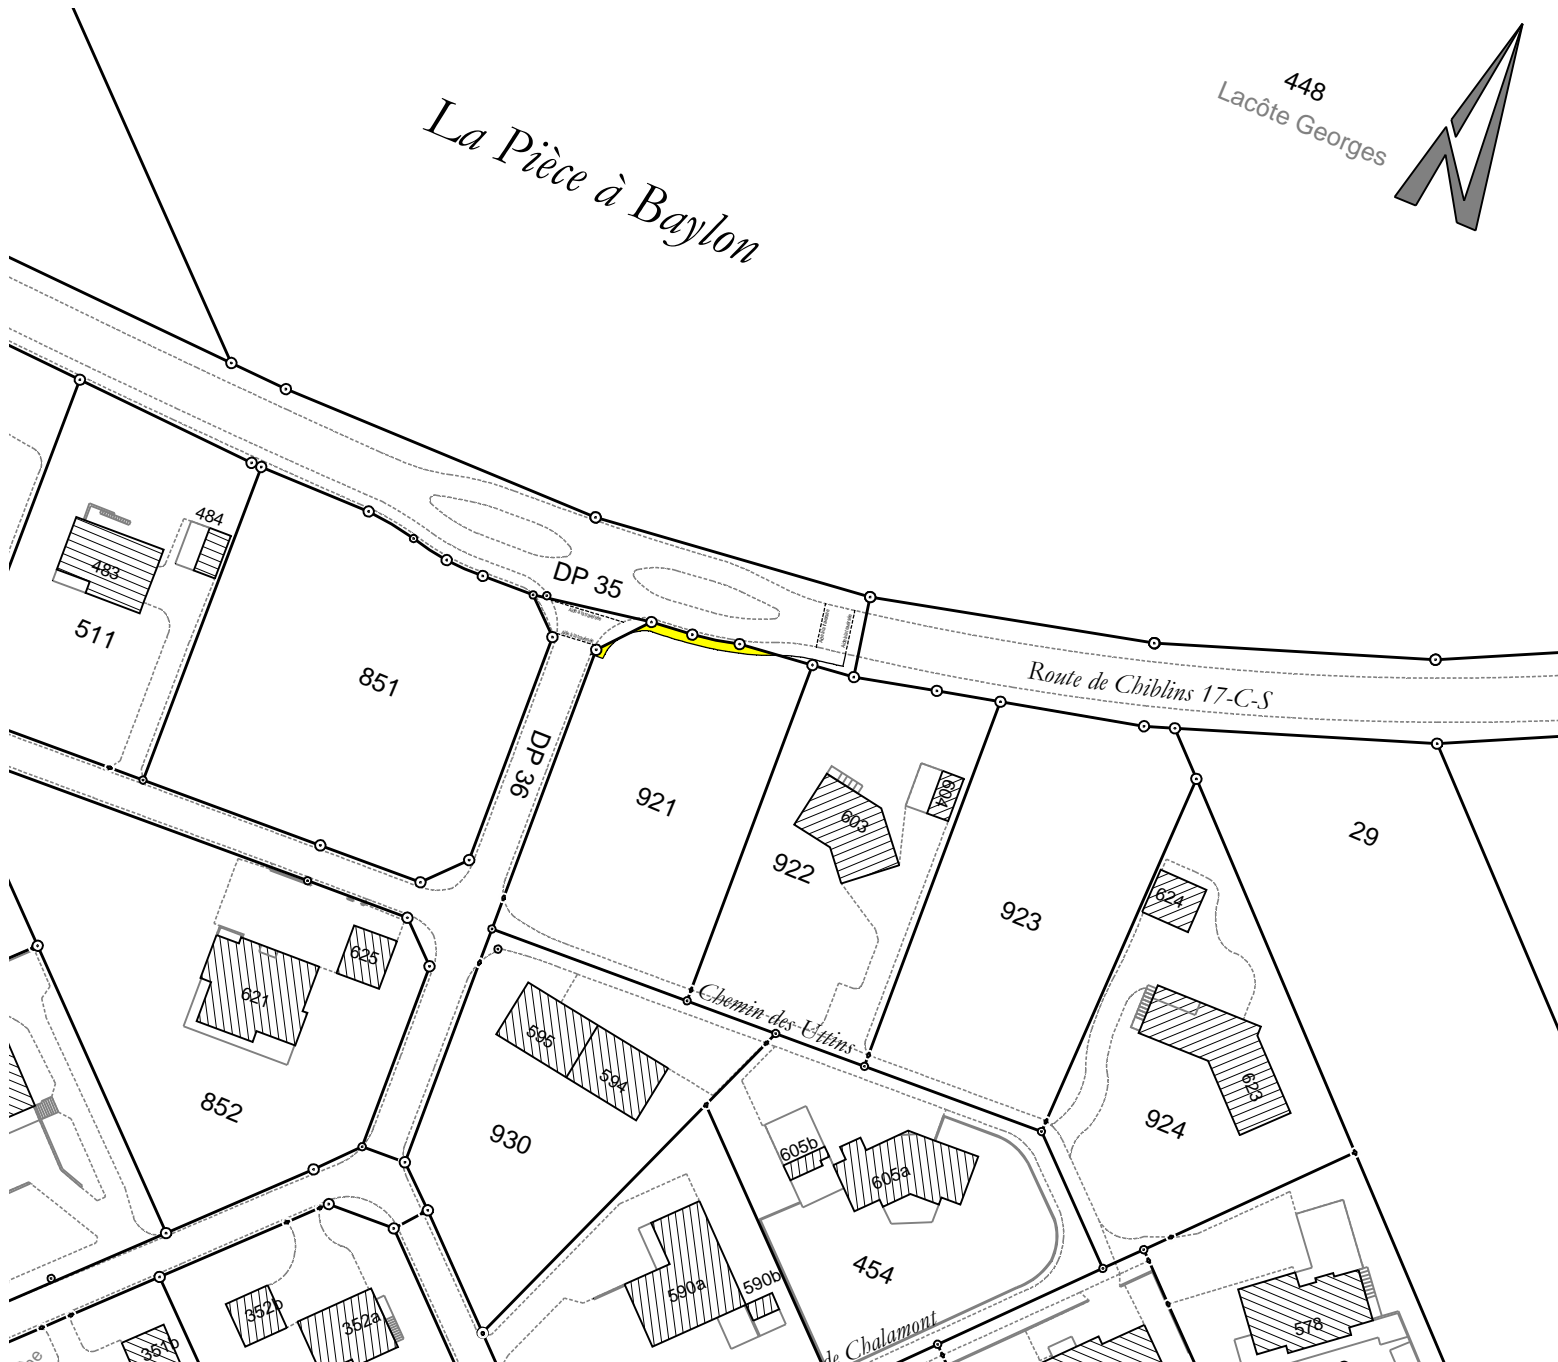 448
Lacôte Georges
La Pièce à Baylon
484
483
511
DP 35
851
Route de Chiblins 17-C-S
DP 36
921
604
603
922
29
923
624
625
621
Chemin des Uttins
595
594
623
852
930
924
605b
605a
454
590a
590b
352b
352a
351b
578
de Chalamont